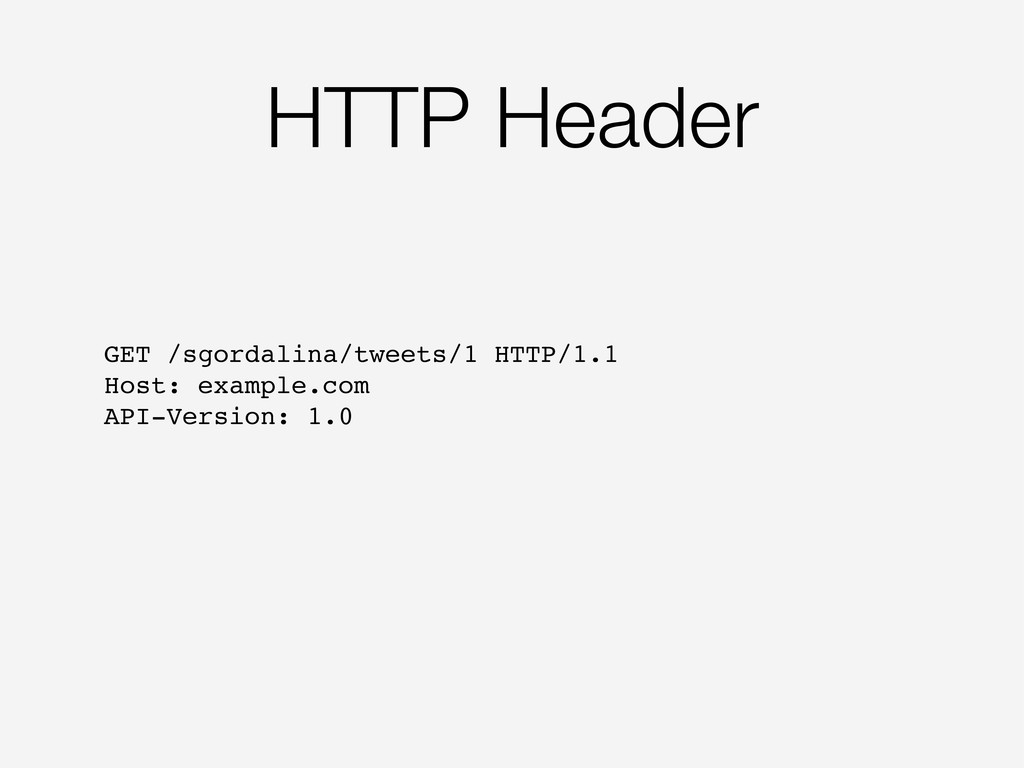 HTTP Header
GET /sgordalina/tweets/1 HTTP/1.1
Host: example.com
API-Version: 1.0